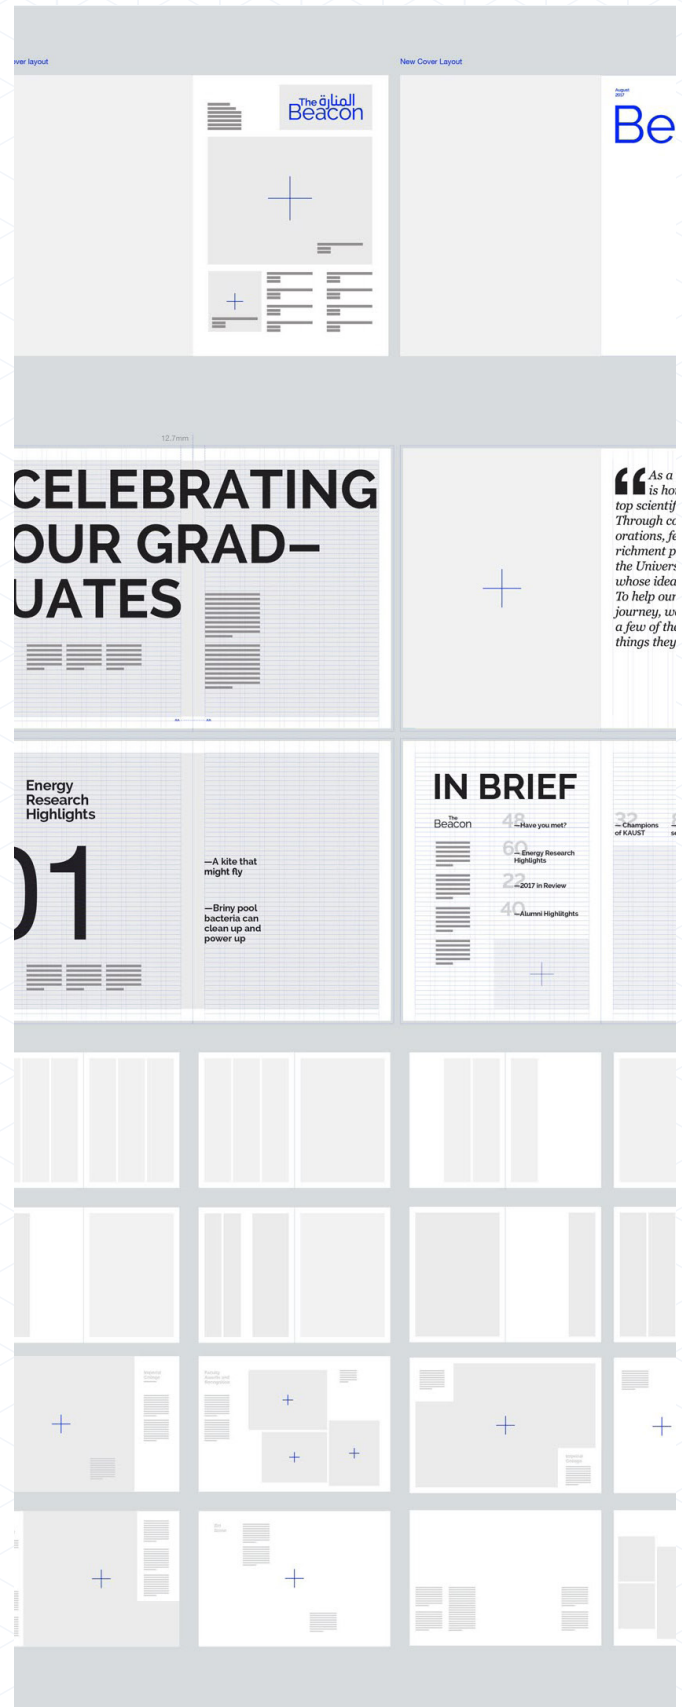 ver layout
New Cover Layout
The المنارة
Beacon
August
2017
Be
12.7mm
CELEBRATING
OUR GRAD–
UATES
As a
is ho
top scientif
Through co
orations, fe
richment p
the Univers
whose idea
To help our
journey, we
a few of the
things they
Energy
Research
Highlights
01
—A kite that
might fly
—Briny pool
bacteria can
clean up and
power up
IN BRIEF
The
Beacon
48
—Have you met?
60
— Energy Research
Highlights
22
—2017 in Review
40
—Alumni Highlitghts
32
— Champions
of KAUST